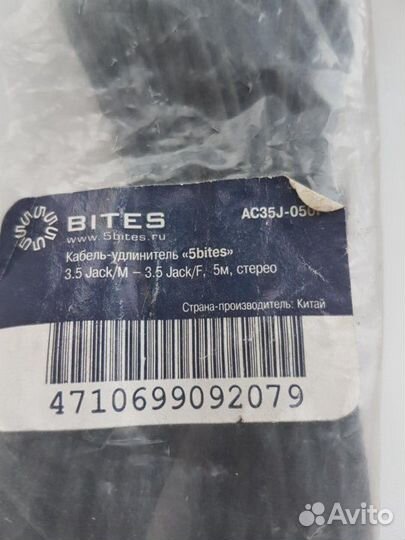 BITES
AC35J-050
www.5bites.ru
Кабель-удлинитель «5bites»
3.5 Jack/M – 3.5 Jack/F, 5м, стерео
Страна-производитель: Китай
4710699092079
Avito